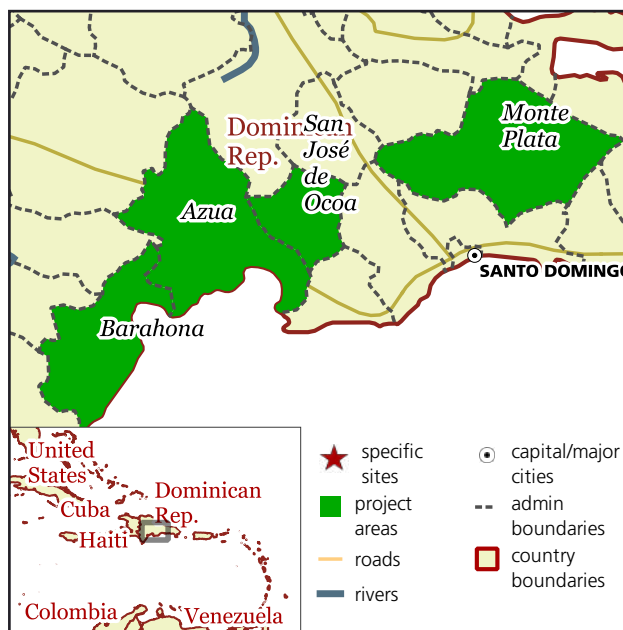 Monte
Plata
Dominican
Rep.
San
José
de
Ocoa
Azua
SANTO DOMINGO
Barahona
United
States
Cuba
Dominican
Rep.
Haiti
Colombia
Venezuela
specific
sites
project
areas
roads
rivers
capital/major
cities
admin
boundaries
country
boundaries